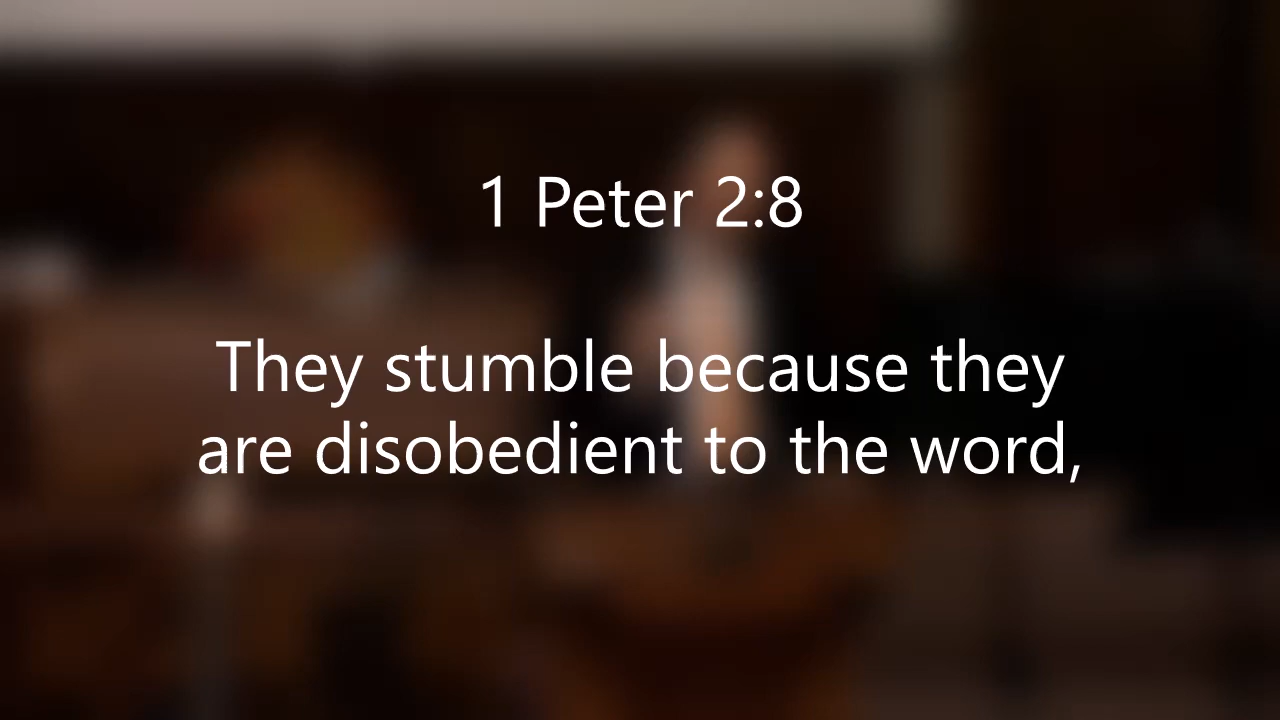 1 Peter 2:8
They stumble because they
are disobedient to the word,